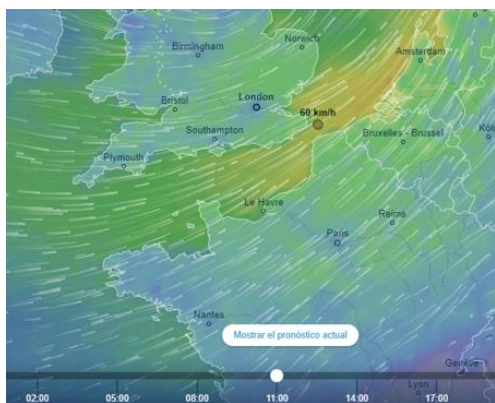 Norwich
Birmingham
Amsterdam
London
Bristol
60 km/h
Southampton
Bruxelles - Brussel
Köln
Plymouth
Le Havre
Reims
Paris
Nantes
Mostrar el pronóstico actual
Genève
Lyon
02:00 05:00 08:00 11:00 14:00 17:00